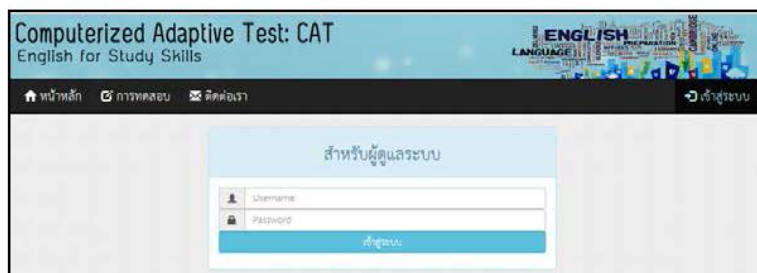 Computerized Adaptive Test: CAT
English for Study Skills
ENGLISH
LANGUAGE
PREPARATION
CAMBRIDGE
ONLINE
หน้าหลัก การทดสอบ ติดต่อเรา เข้าสู่ระบบ
สำหรับผู้ดูแลระบบ
Username
Password
เข้าสู่ระบบ